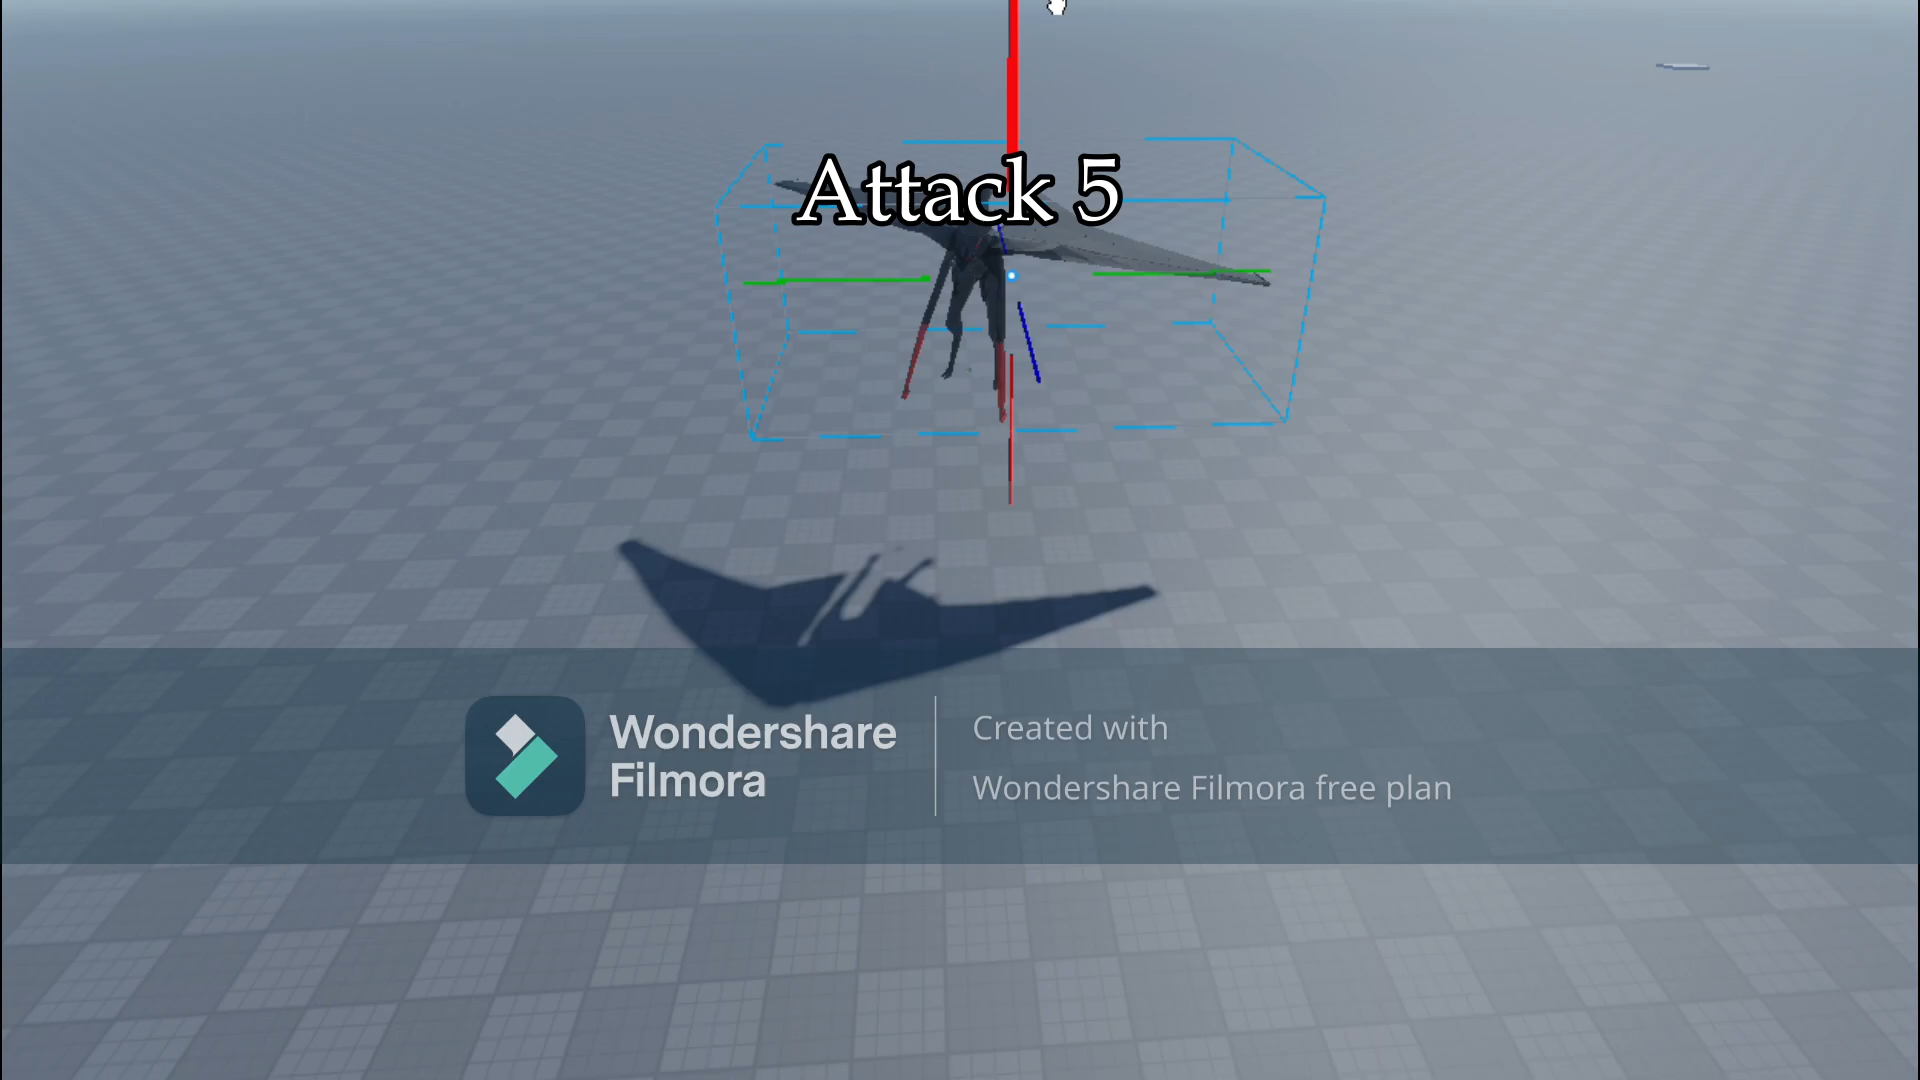 Attack 5
Wondershare
Filmora
Created with
Wondershare Filmora free plan